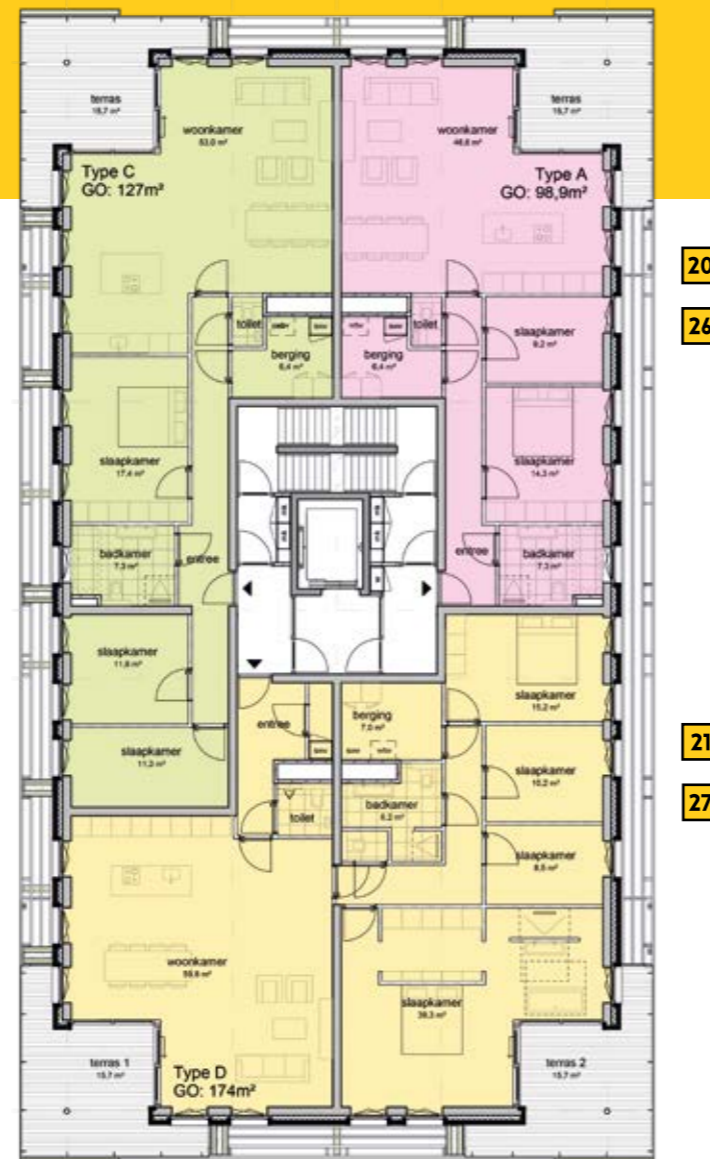 terras
15,7 m²
woonkamer
53,0 m²
Type C
GO: 127m²
woonkamer
46,6 m²
terras
15,7 m²
Type A
GO: 98,9m²
20
26
toilet
berging
6,4 m²
toilet
berging
6,4 m²
slaapkamer
9,2 m²
slaapkamer
17,4 m²
slaapkamer
14,3 m²
badkamer
7,3 m²
entree
entree
badkamer
7,3 m²
slaapkamer
11,8 m²
slaapkamer
11,3 m²
entree
berging
7,0 m²
slaapkamer
15,2 m²
21
27
slaapkamer
10,2 m²
toilet
badkamer
6,2 m²
slaapkamer
8,5 m²
woonkamer
59,6 m²
slaapkamer
terras 1
15,7 m²
Type D
GO: 174m²
terras 2
15,7 m²